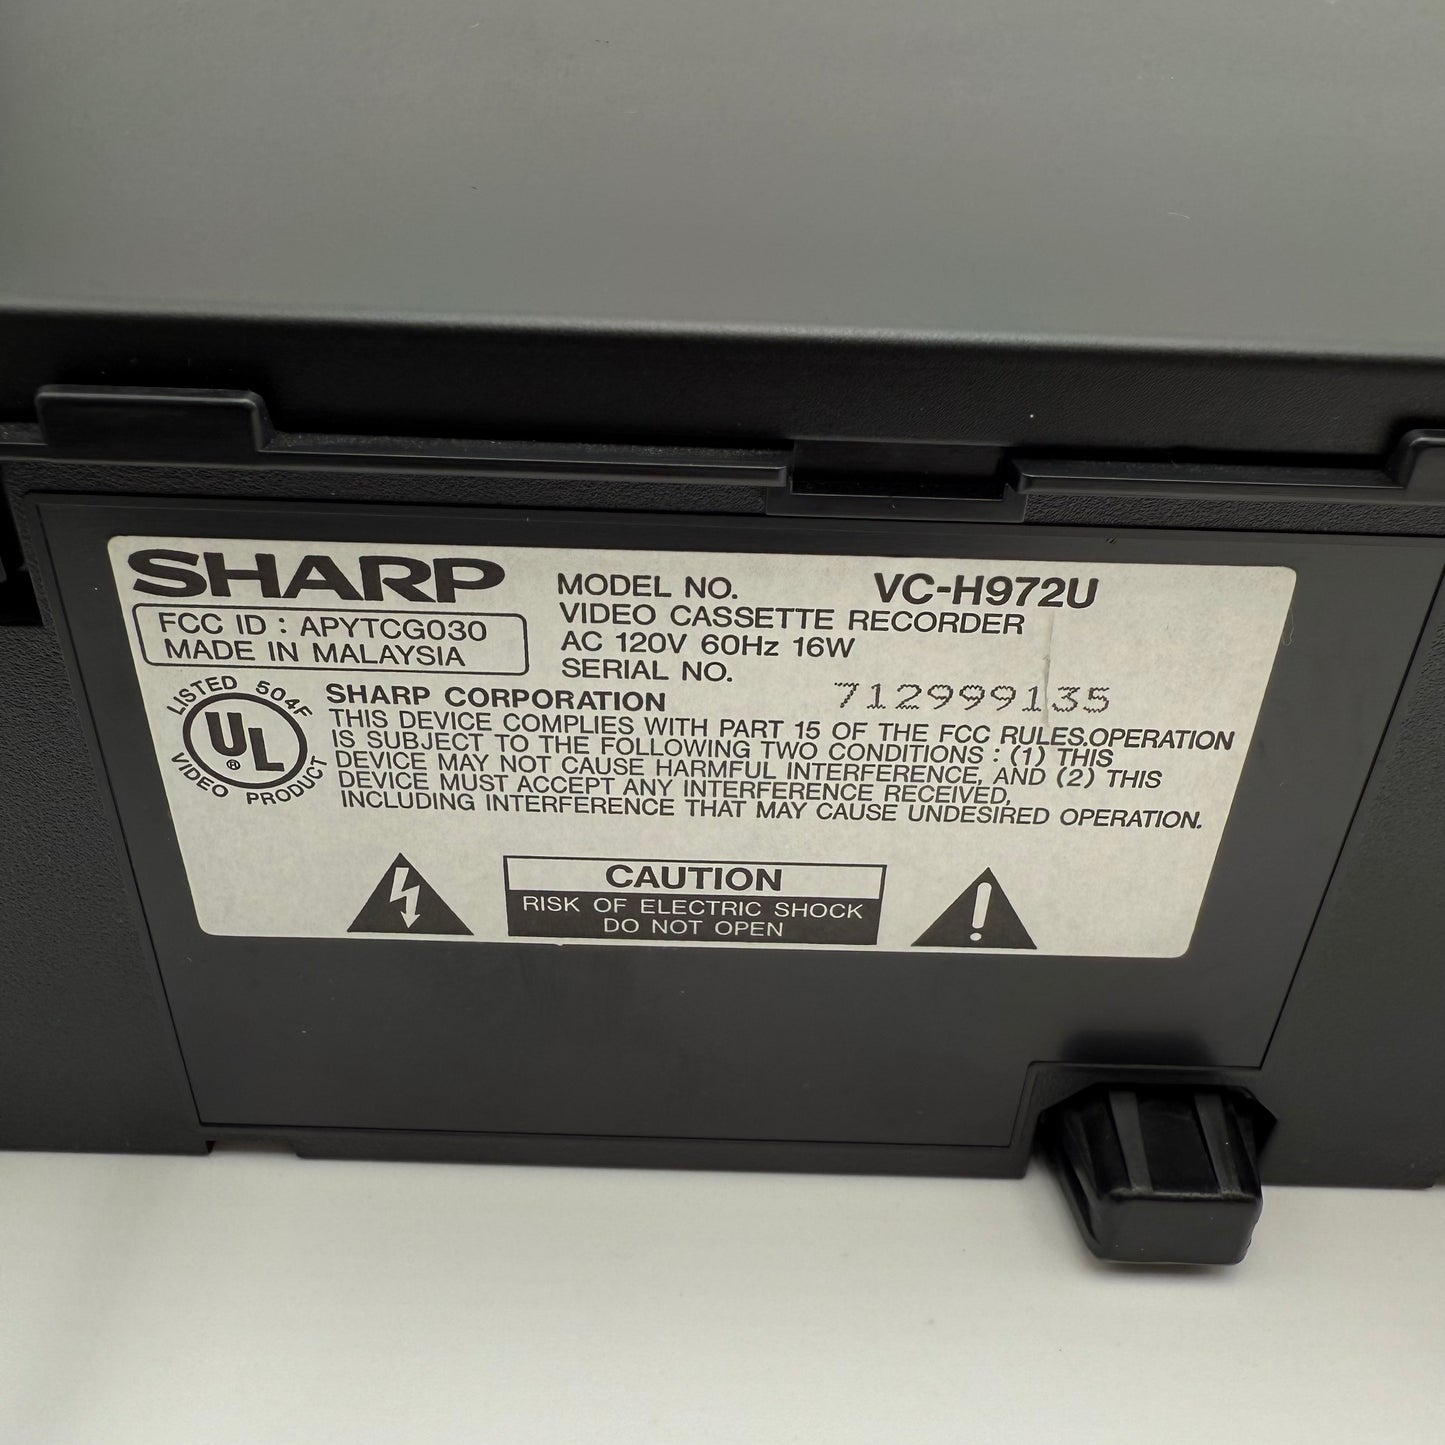 SHARP
FCC ID : APYTCG030
MADE IN MALAYSIA
MODEL NO. VC-H972U
VIDEO CASSETTE RECORDER
AC 120V 60Hz 16W
SERIAL NO. 712999135
LISTED 504F
UL
®
VIDEO PRODUCT
SHARP CORPORATION
THIS DEVICE COMPLIES WITH PART 15 OF THE FCC RULES.OPERATION
IS SUBJECT TO THE FOLLOWING TWO CONDITIONS : (1) THIS
DEVICE MAY NOT CAUSE HARMFUL INTERFERENCE, AND (2) THIS
DEVICE MUST ACCEPT ANY INTERFERENCE RECEIVED,
INCLUDING INTERFERENCE THAT MAY CAUSE UNDESIRED OPERATION.
CAUTION
RISK OF ELECTRIC SHOCK
DO NOT OPEN